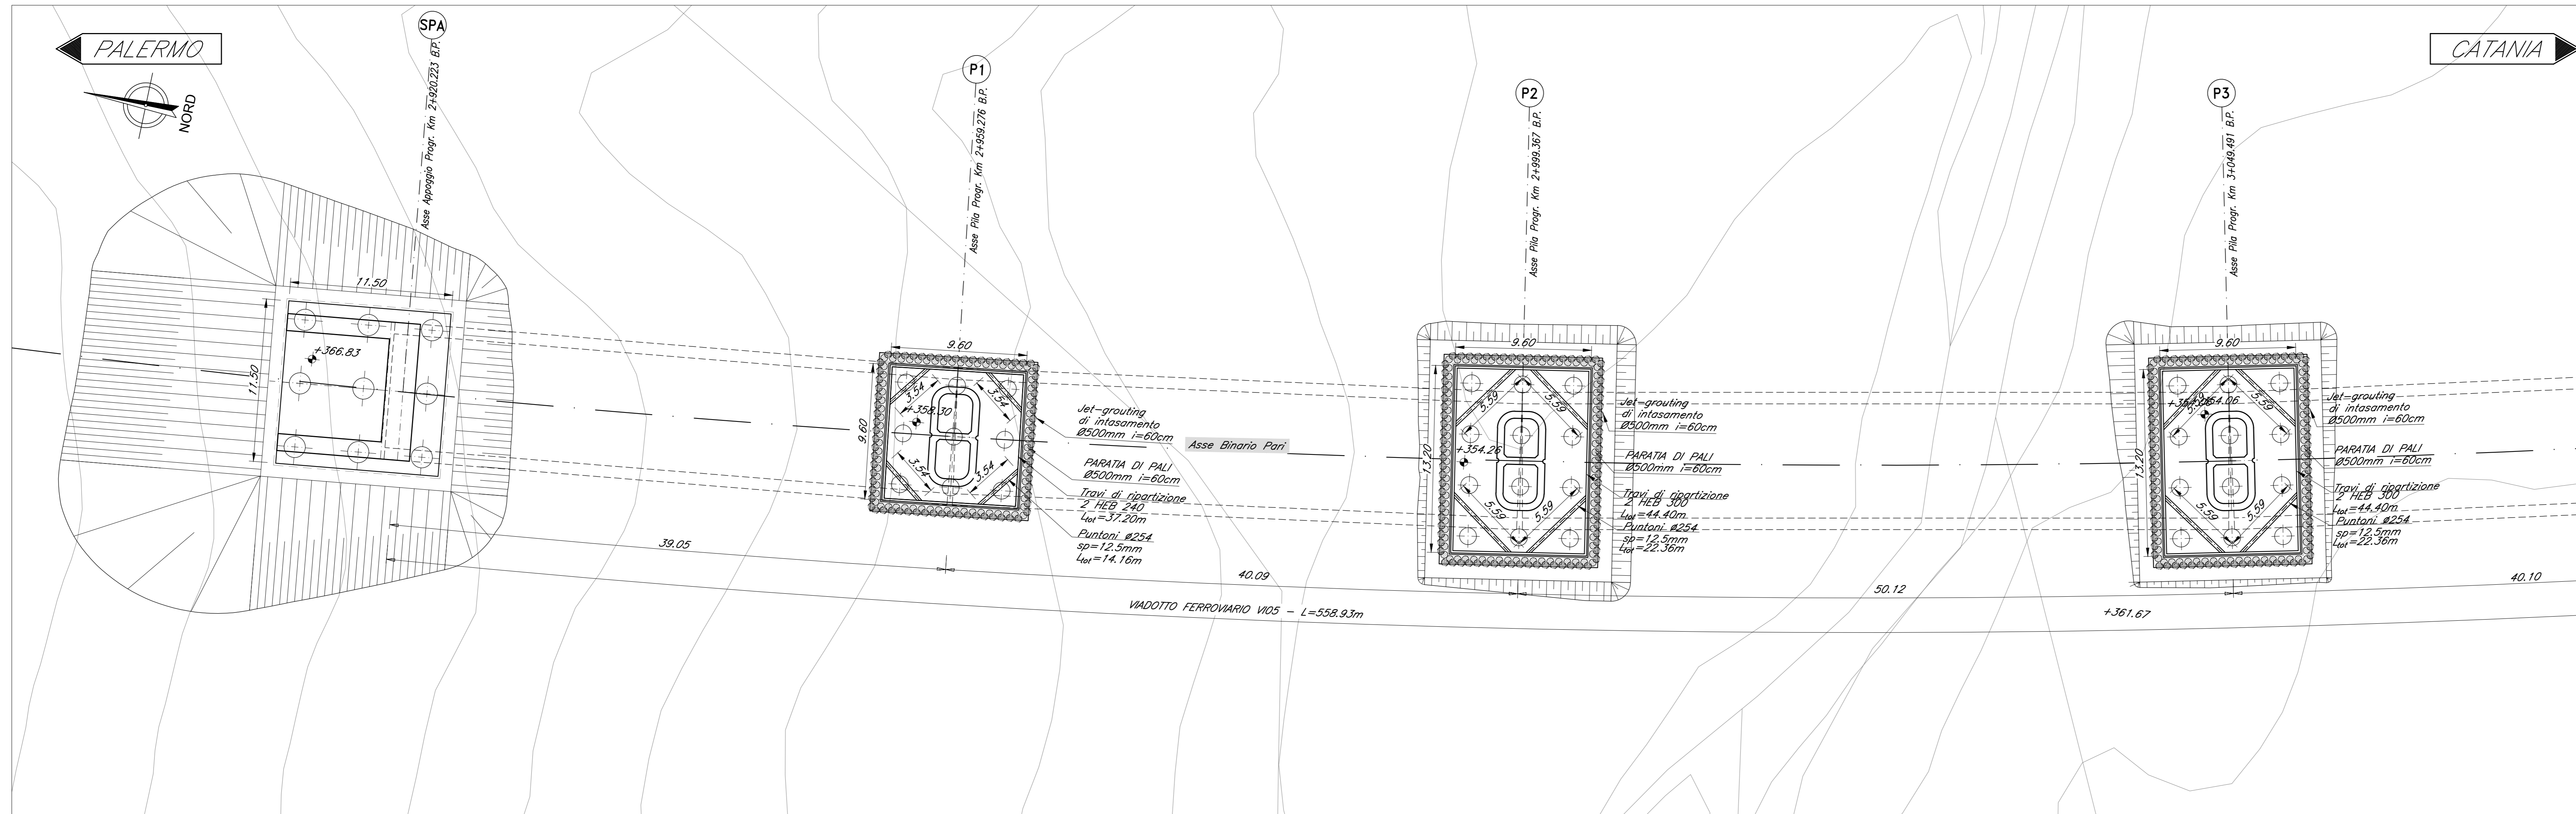 PALERMO
NORD
SPA
Asse Appoggio Progr. Km 2+920.223 B.P.
P1
Asse Pila Progr. Km 2+959.276 B.P.
P2
Asse Pila Progr. Km 2+999.367 B.P.
P3
Asse Pila Progr. Km 3+049.491 B.P.
CATANIA
11.50
11.50
+366.83
9.60
9.60
3.54
3.54
3.54
3.54
+358.30
Jet-grouting
di intasamento
Ø500mm i=60cm
PARATIA DI PALI
Ø500mm i=60cm
Travi di ripartizione
2 HEB 240
Ltot=37.20m
Puntoni ø254
sp=12.5mm
Ltot=14.16m
Asse Binario Pari
9.60
13.20
5.59
5.59
5.59
5.59
+354.26
Jet-grouting
di intasamento
Ø500mm i=60cm
PARATIA DI PALI
Ø500mm i=60cm
Travi di ripartizione
2 HEB 300
Ltot=44.40m
Puntoni ø254
sp=12.5mm
Ltot=22.36m
9.60
13.20
5.59
5.59
5.59
5.59
+354.06
Jet-grouting
di intasamento
Ø500mm i=60cm
PARATIA DI PALI
Ø500mm i=60cm
Travi di ripartizione
2 HEB 300
Ltot=44.40m
Puntoni ø254
sp=12.5mm
Ltot=22.36m
39.05
40.09
50.12
40.10
VIADOTTO FERROVIARIO VI05 - L=558.93m
+361.67